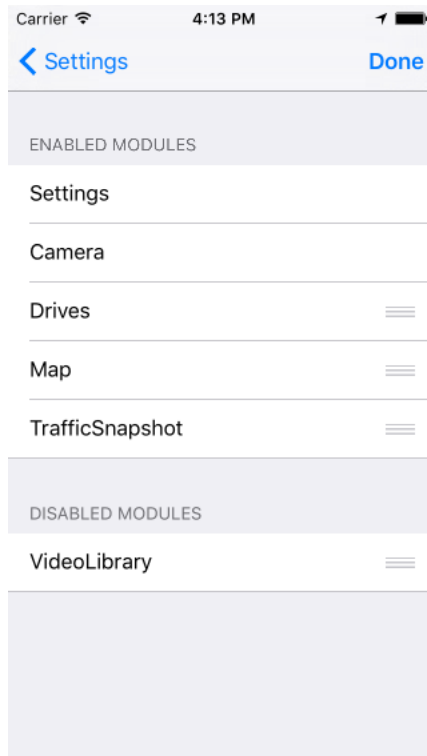 Carrier 4:13 PM
Settings Done
ENABLED MODULES
Settings
Camera
Drives
Map
TrafficSnapshot
DISABLED MODULES
VideoLibrary